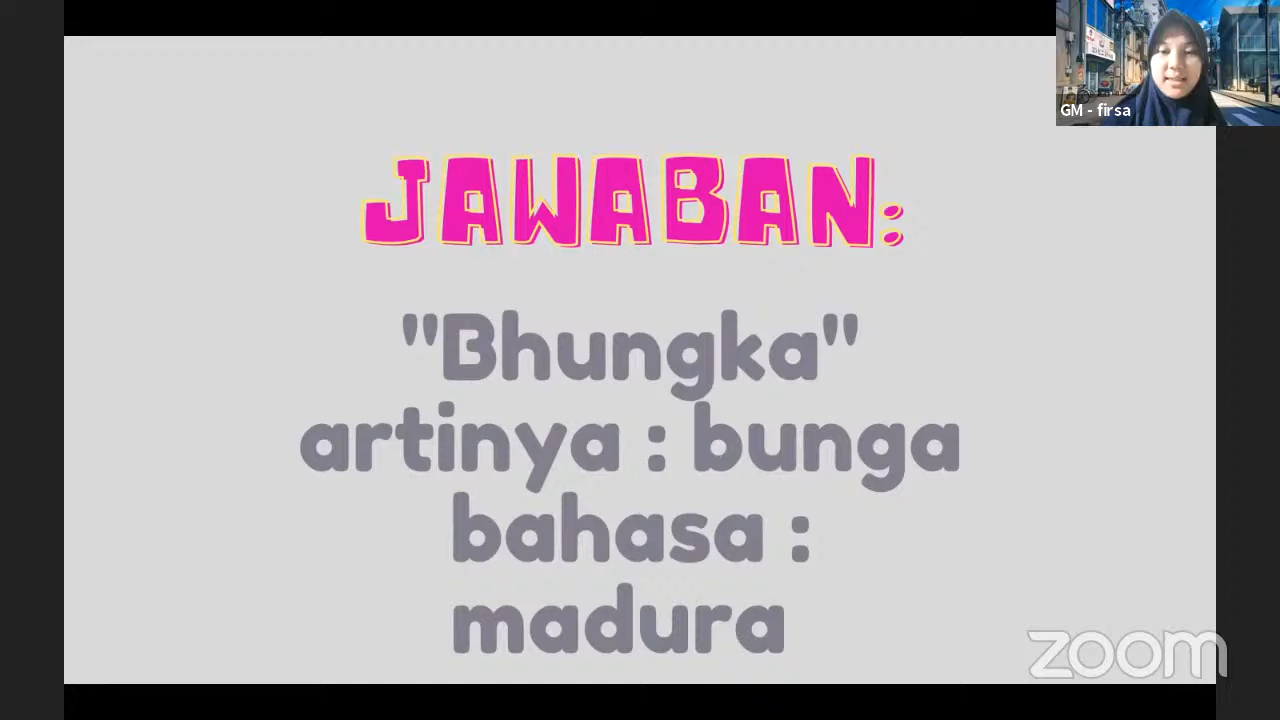 GM - firsa
JAWABAN:
"Bhungka"
artinya : bunga
bahasa :
madura
zoom